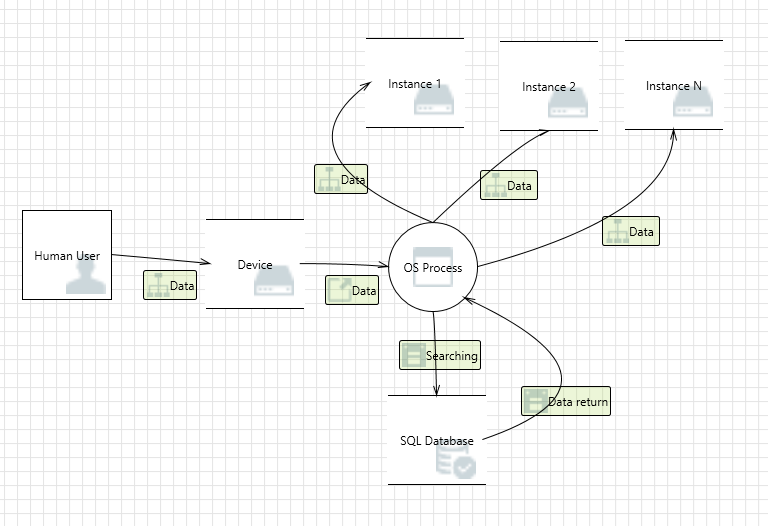 Instance 1
Instance 2
Instance N
Data
Data
Data
Human User
Device
OS Process
Data
Data
Searching
Data return
SQL Database